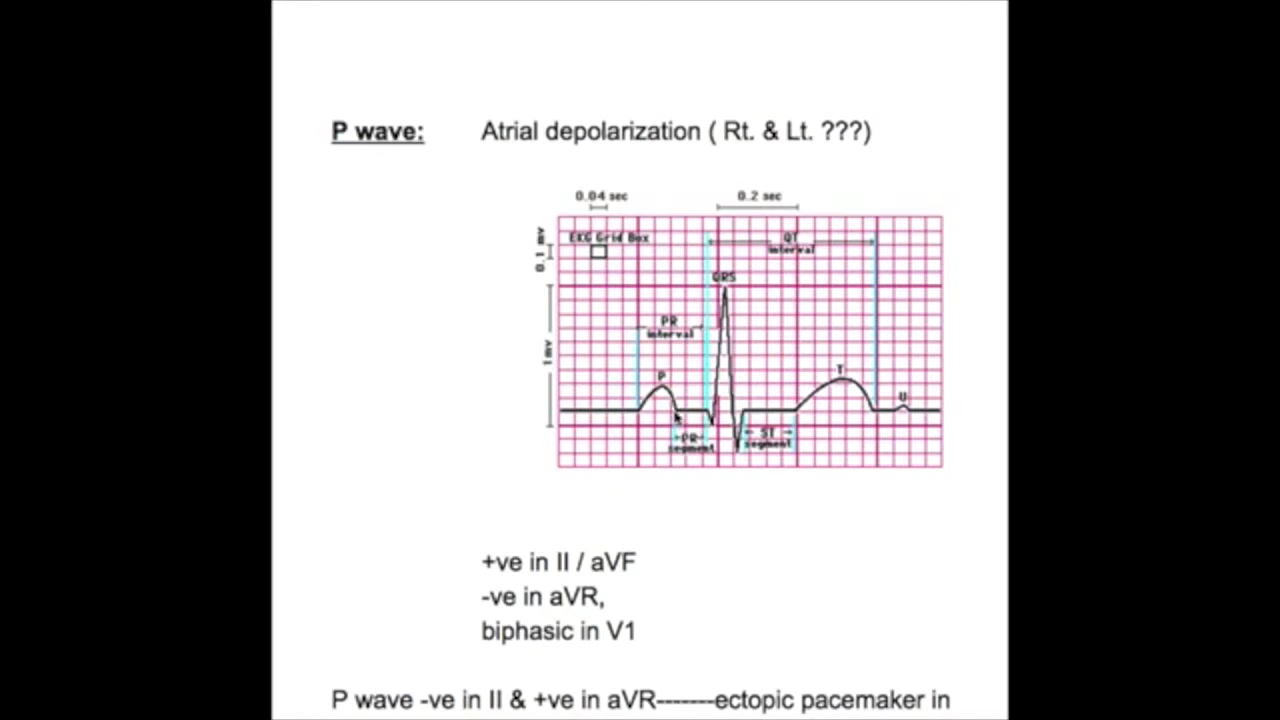 P wave: Atrial depolarization ( Rt. & Lt. ???)
0.04 sec 0.2 sec
0.1 mv
EKG Grid Box
QT
interval
QRS
PR
interval
1 mv
P
T
U
PR
segment
ST
segment
+ve in II / aVF
-ve in aVR,
biphasic in V1
P wave -ve in II & +ve in aVR-------ectopic pacemaker in